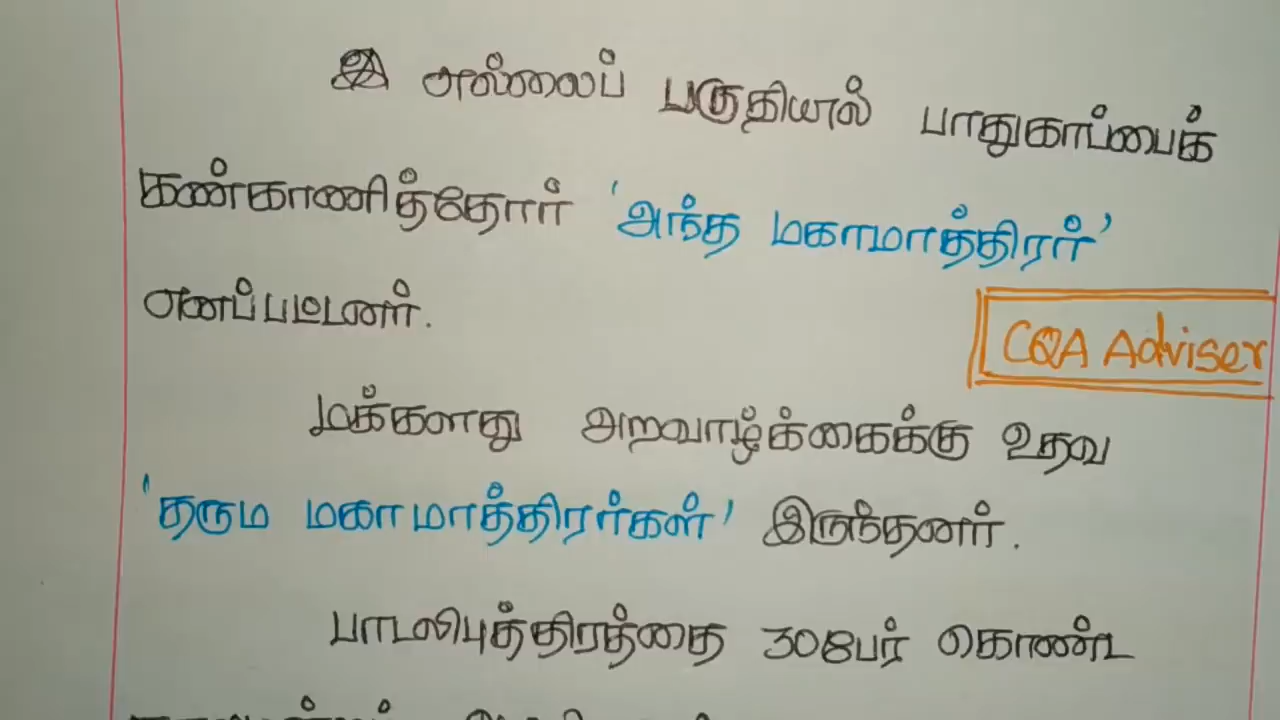 எல்லைப் பகுதியில் பாதுகாப்பைக்
கண்காணித்தோர் 'அந்த மகாமாத்திரர்'
எனப்பட்டனர்.
CQA Adviser
மக்களது அறவாழ்க்கைக்கு உதவ
'தரும மகாமாத்திரர்கள்' இருந்தனர்.
பாடலிபுத்திரத்தை 30பேர் கொண்ட